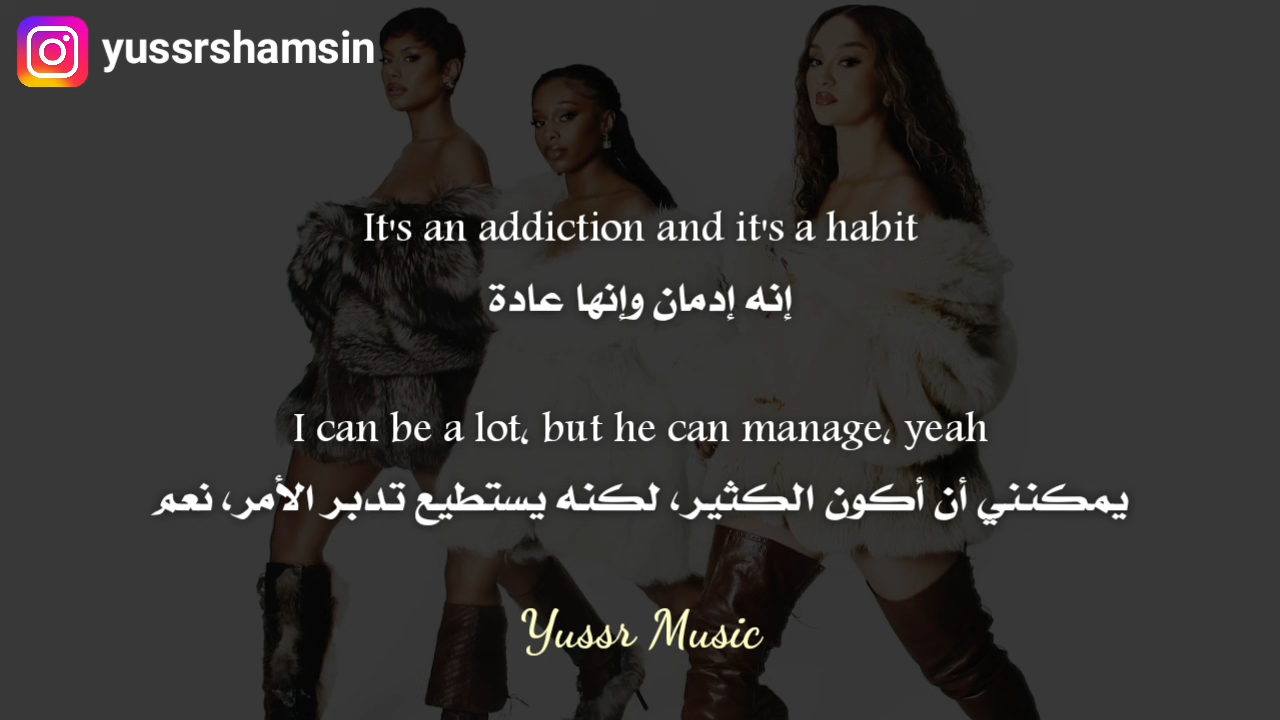 yussrshamsin
It's an addiction and it's a habit
إنه إدمان وإنها عادة
I can be a lot، but he can manage، yeah
يمكنني أن أكون الكثير، لكنه يستطيع تدبر الأمر، نعم
Yussr Music